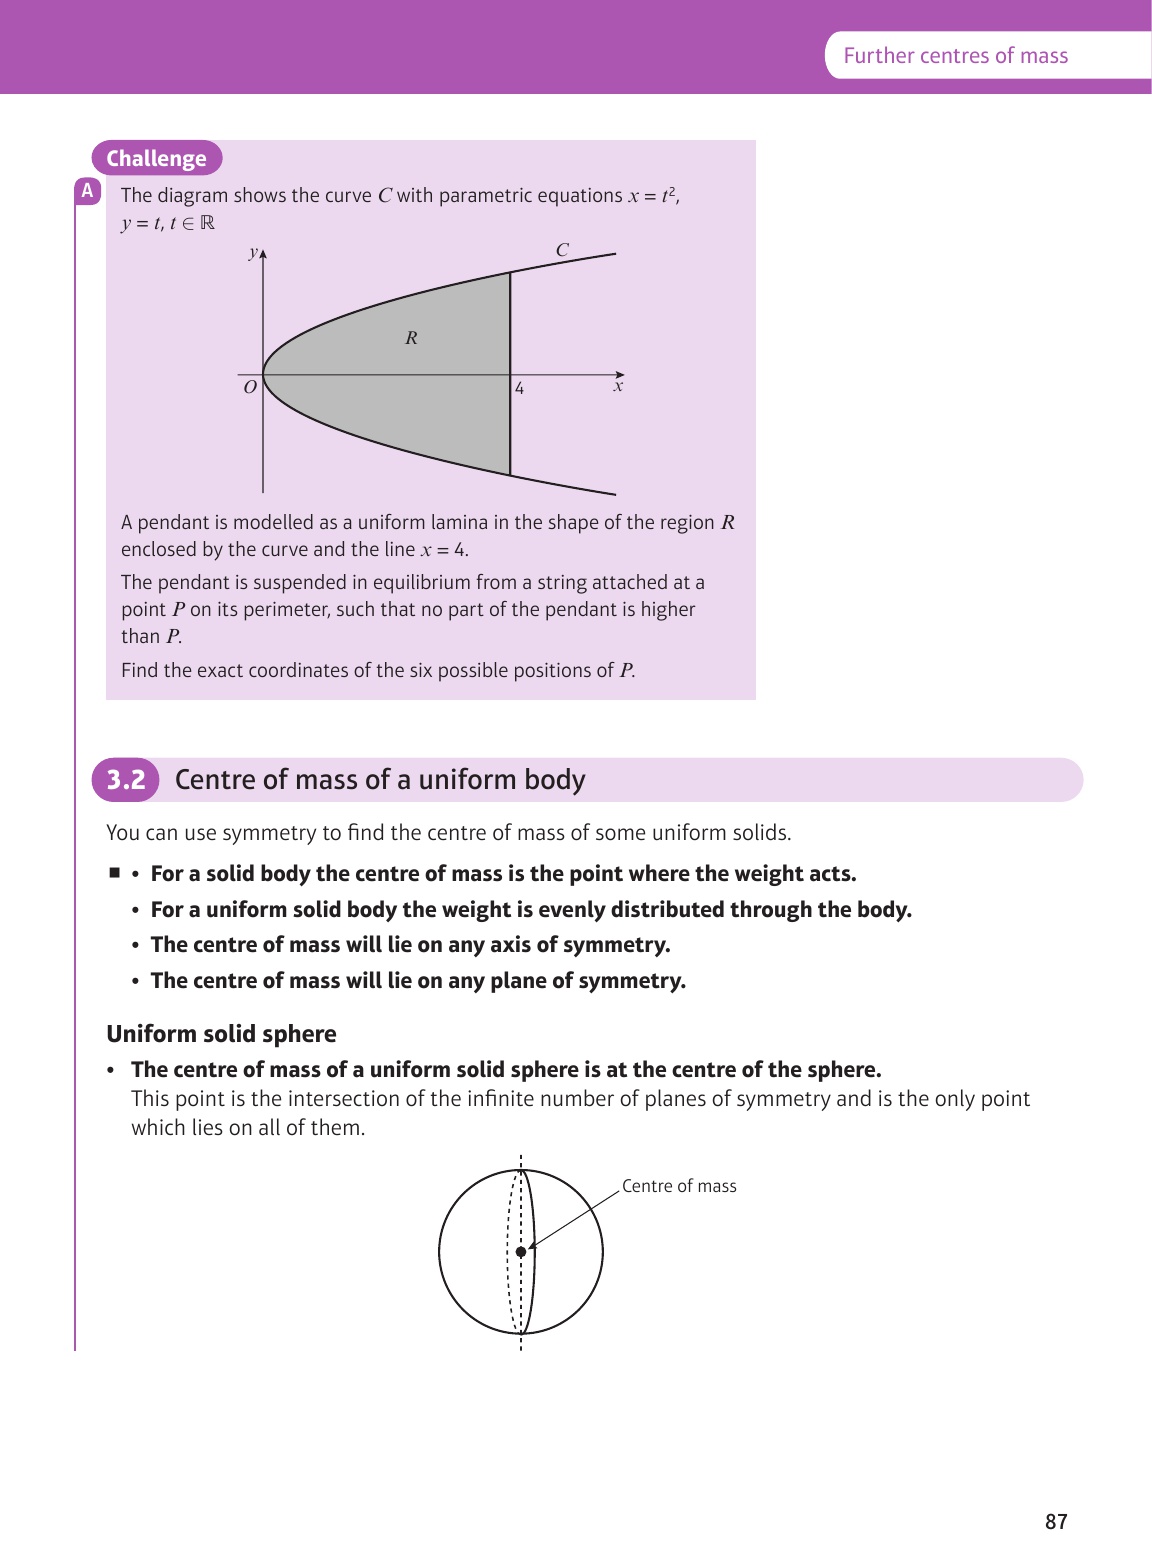 Further centres of mass
Challenge
A
The diagram shows the curve C with parametric equations x = t²,
y = t, t ∈ ℝ
y
C
R
O
4
x
A pendant is modelled as a uniform lamina in the shape of the region R
enclosed by the curve and the line x = 4.
The pendant is suspended in equilibrium from a string attached at a
point P on its perimeter, such that no part of the pendant is higher
than P.
Find the exact coordinates of the six possible positions of P.
3.2 Centre of mass of a uniform body
You can use symmetry to find the centre of mass of some uniform solids.
■ • For a solid body the centre of mass is the point where the weight acts.
• For a uniform solid body the weight is evenly distributed through the body.
• The centre of mass will lie on any axis of symmetry.
• The centre of mass will lie on any plane of symmetry.
Uniform solid sphere
• The centre of mass of a uniform solid sphere is at the centre of the sphere.
This point is the intersection of the infinite number of planes of symmetry and is the only point
which lies on all of them.
Centre of mass
87